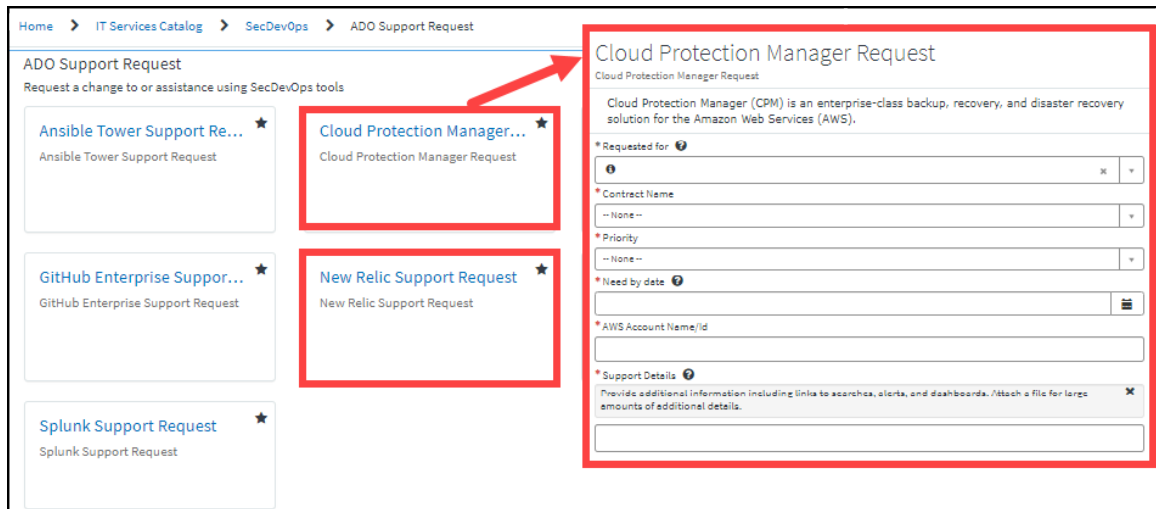 Home > IT Services Catalog > SecDevOps > ADO Support Request
ADO Support Request
Request a change to or assistance using SecDevOps tools
Ansible Tower Support Re...
Ansible Tower Support Request
Cloud Protection Manager...
Cloud Protection Manager Request
GitHub Enterprise Suppor...
GitHub Enterprise Support Request
New Relic Support Request
New Relic Support Request
Splunk Support Request
Splunk Support Request
Cloud Protection Manager Request
Cloud Protection Manager Request
Cloud Protection Manager (CPM) is an enterprise-class backup, recovery, and disaster recovery
solution for the Amazon Web Services (AWS).
* Requested for
* Contract Name
-- None --
* Priority
-- None --
* Need by date
* AWS Account Name/Id
* Support Details
Provide additional information including links to searches, alerts, and dashboards. Attach a file for large
amounts of additional details.